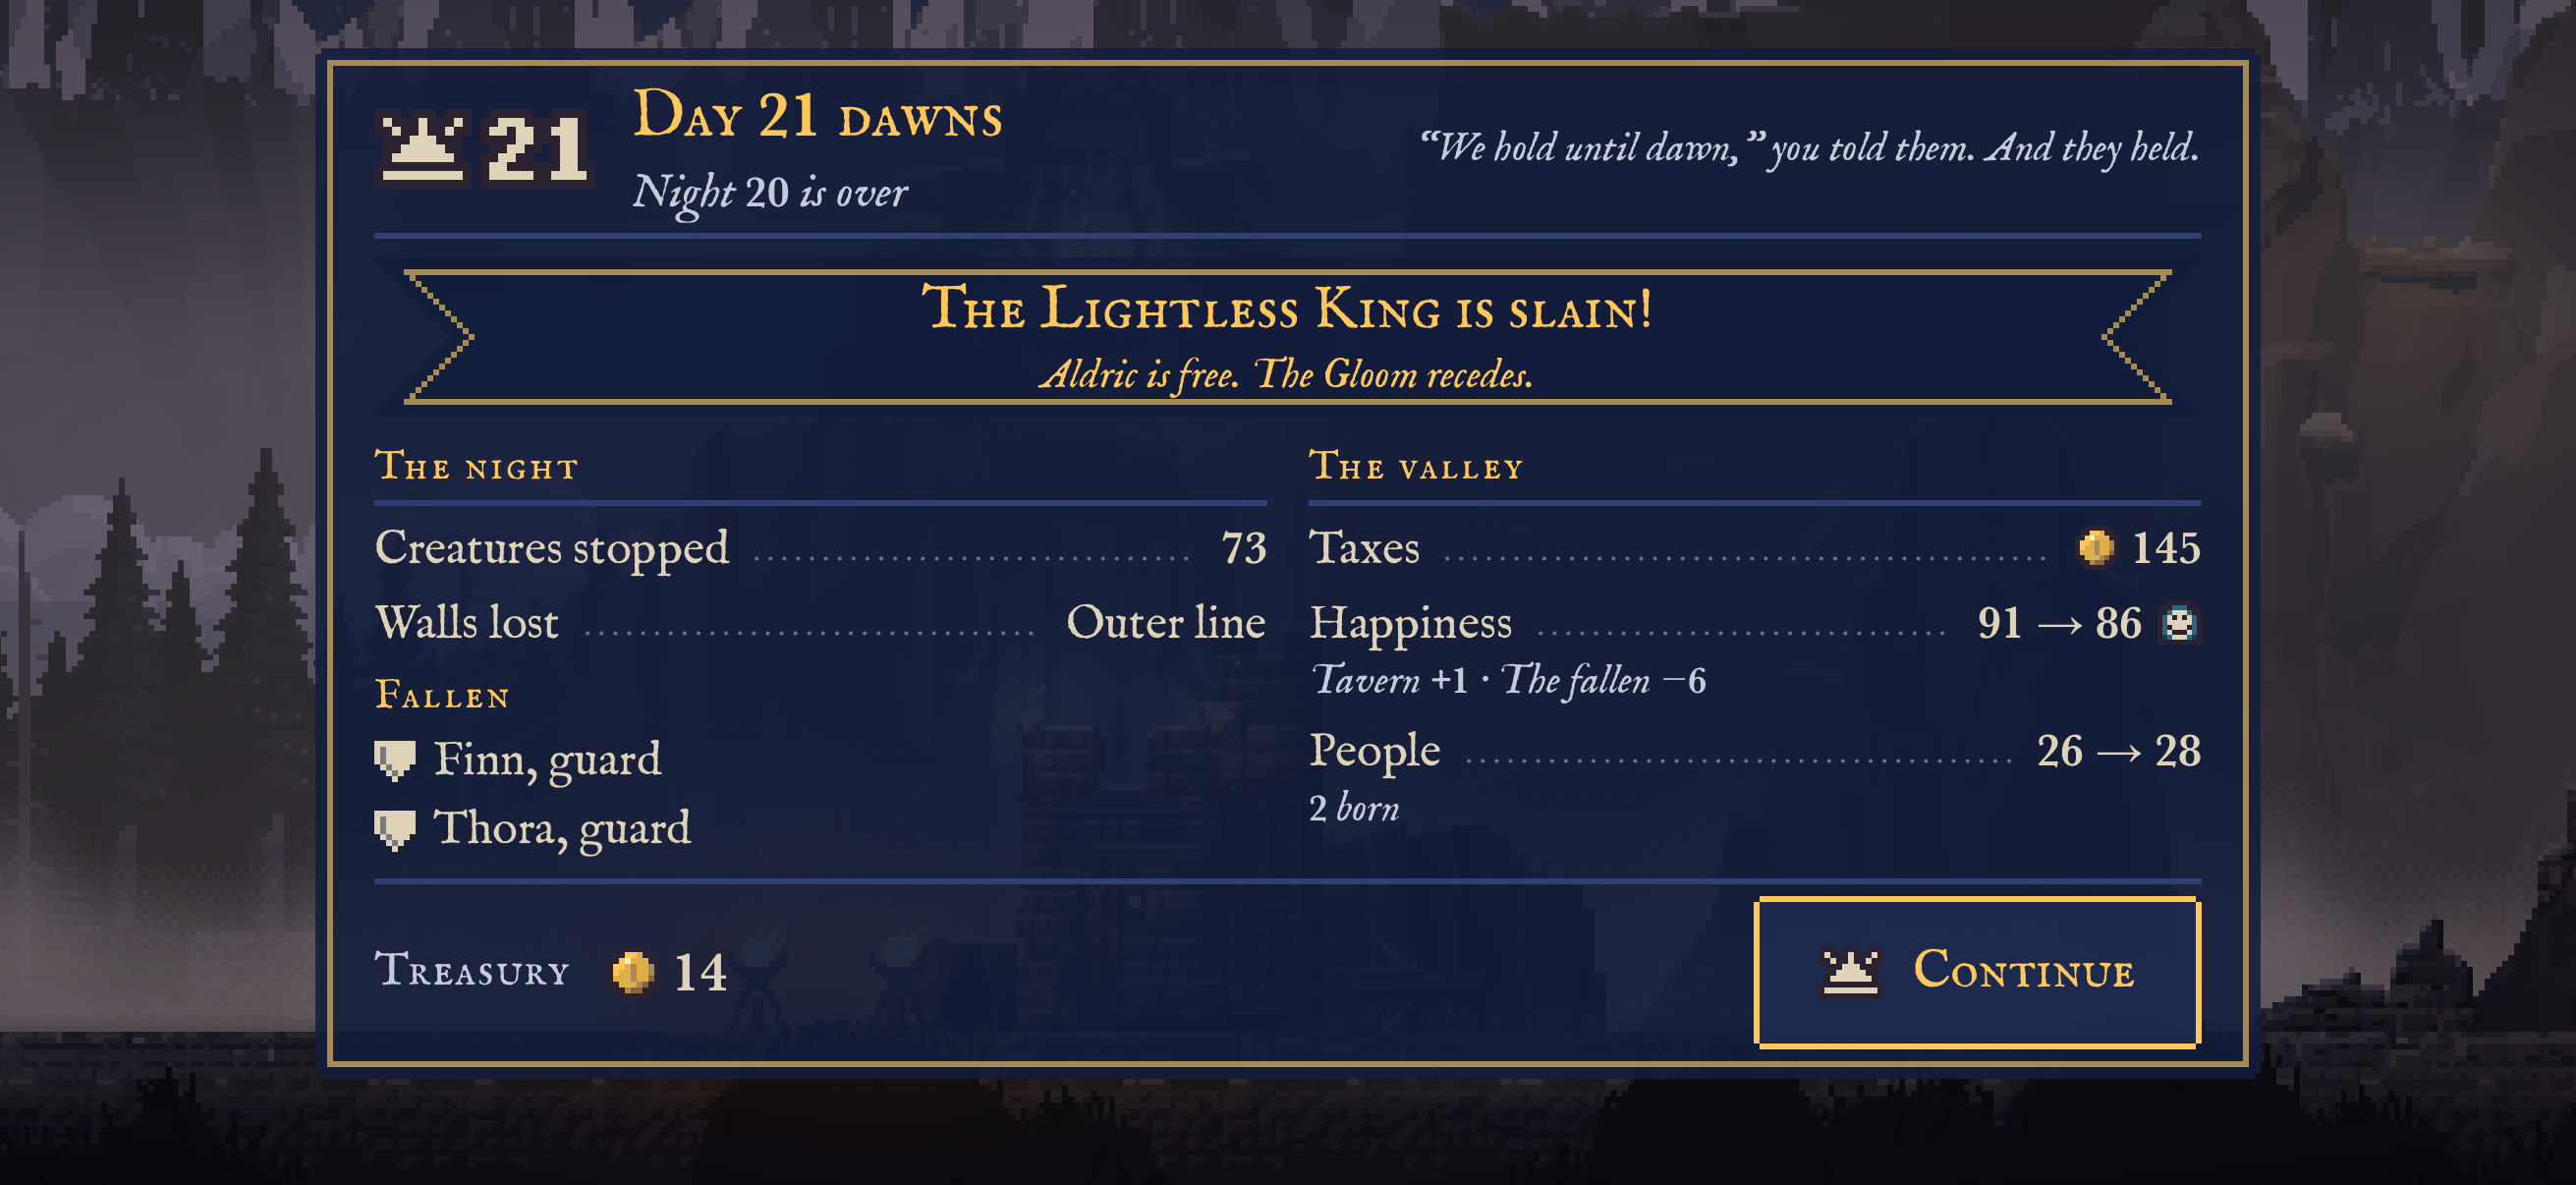 21
Day 21 dawns
Night 20 is over
“We hold until dawn,” you told them. And they held.
The Lightless King is slain!
Aldric is free. The Gloom recedes.
The night
Creatures stopped 73
Walls lost Outer line
Fallen
Finn, guard
Thora, guard
The valley
Taxes 145
Happiness 91 → 86
Tavern +1 · The fallen −6
People 26 → 28
2 born
Treasury 14
Continue